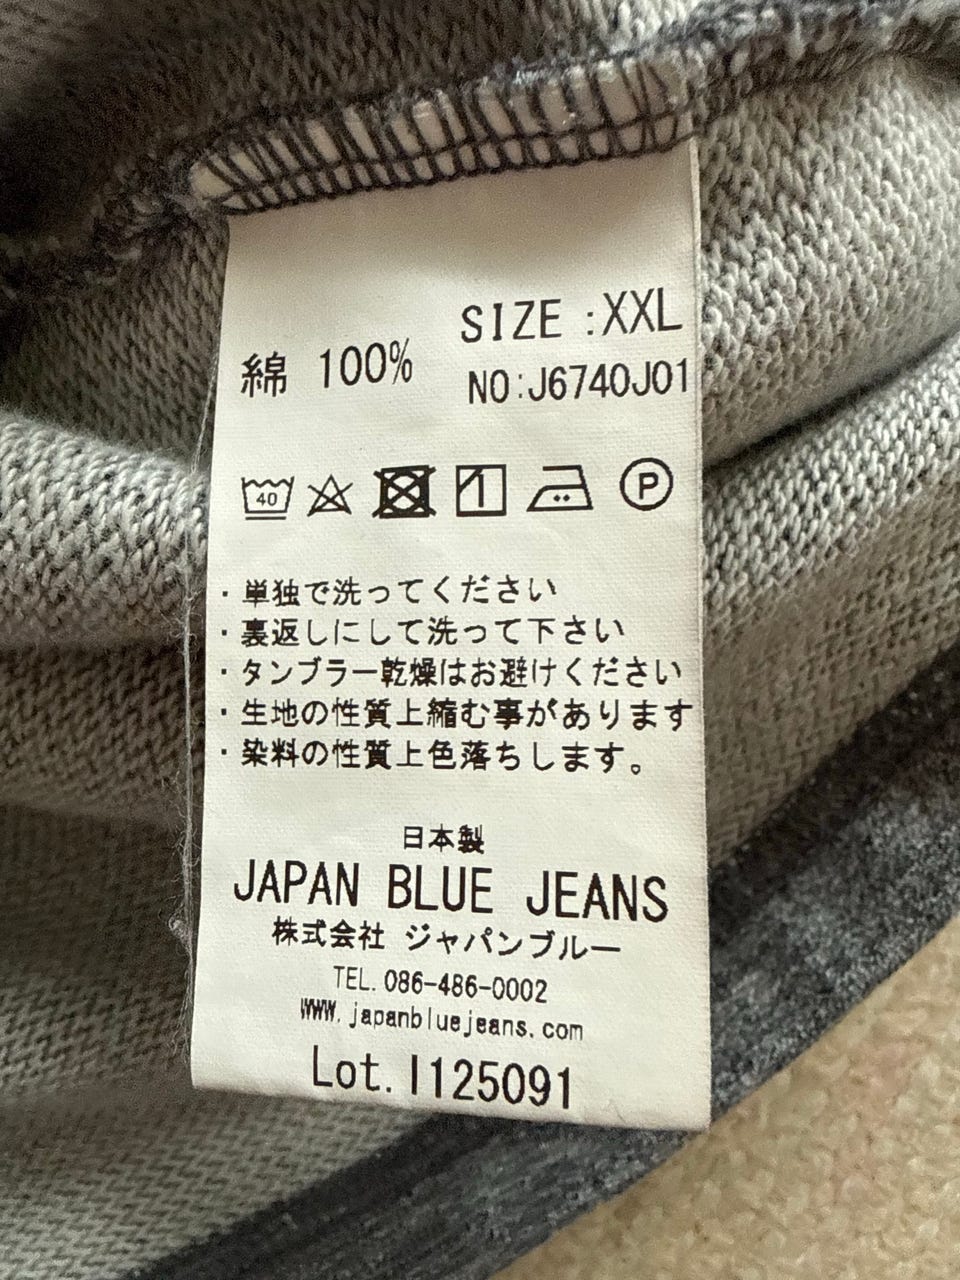 SIZE :XXL
綿 100%
NO:J6740J01
40 P
・単独で洗ってください
・裏返しにして洗って下さい
・タンブラー乾燥はお避けください
・生地の性質上縮む事があります
・染料の性質上色落ちします。
日本製
JAPAN BLUE JEANS
株式会社 ジャパンブルー
TEL. 086-486-0002
www.japanbluejeans.com
Lot. I125091